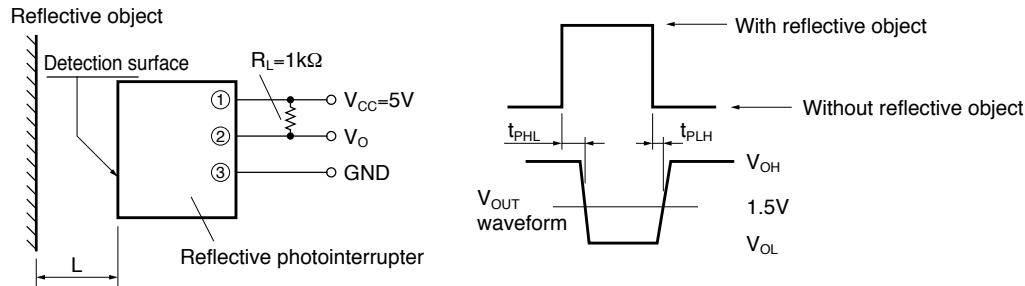 Reflective object
Detection surface
R_L=1kΩ
① V_CC=5V
② V_O
③ GND
Reflective photointerrupter
L
With reflective object
Without reflective object
t_PHL
t_PLH
V_OH
V_OUT
waveform
1.5V
V_OL